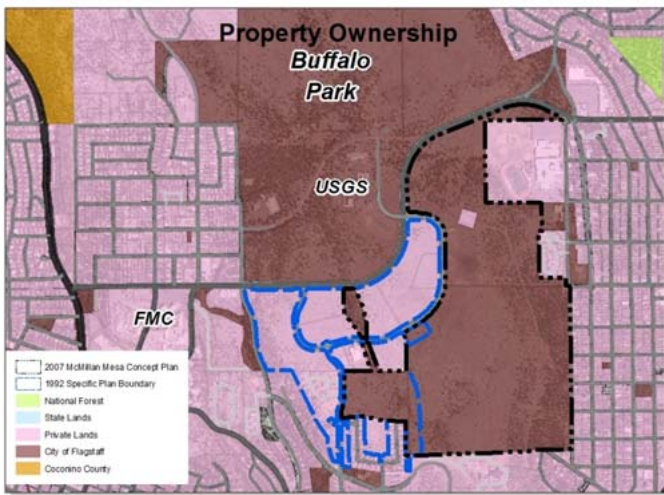 Property Ownership
Buffalo
Park
USGS
FMC
2007 McMillan Mesa Concept Plan
1992 Specific Plan Boundary
National Forest
State Lands
Private Lands
City of Flagstaff
Coconino County